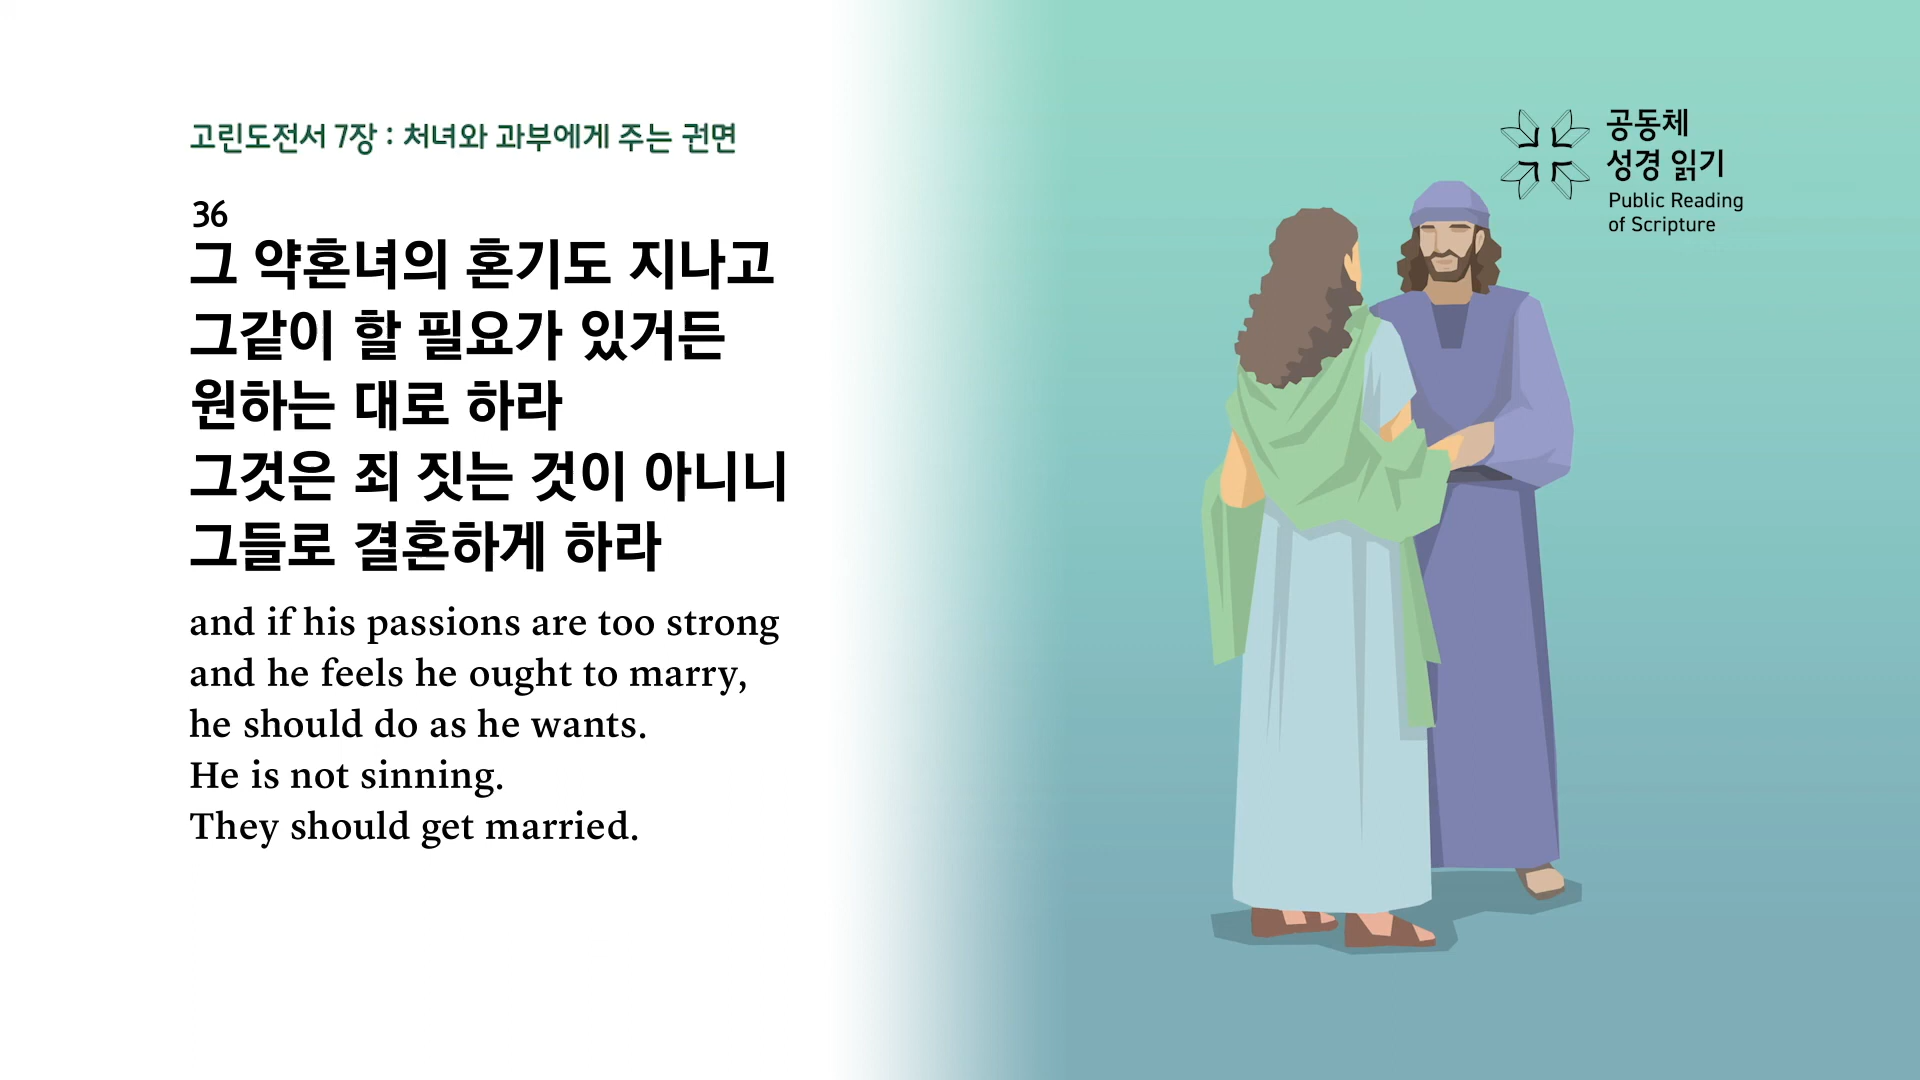 고린도전서 7장 : 처녀와 과부에게 주는 권면
36
그 약혼녀의 혼기도 지나고
그같이 할 필요가 있거든
원하는 대로 하라
그것은 죄 짓는 것이 아니니
그들로 결혼하게 하라
and if his passions are too strong
and he feels he ought to marry,
he should do as he wants.
He is not sinning.
They should get married.
공동체
성경 읽기
Public Reading
of Scripture